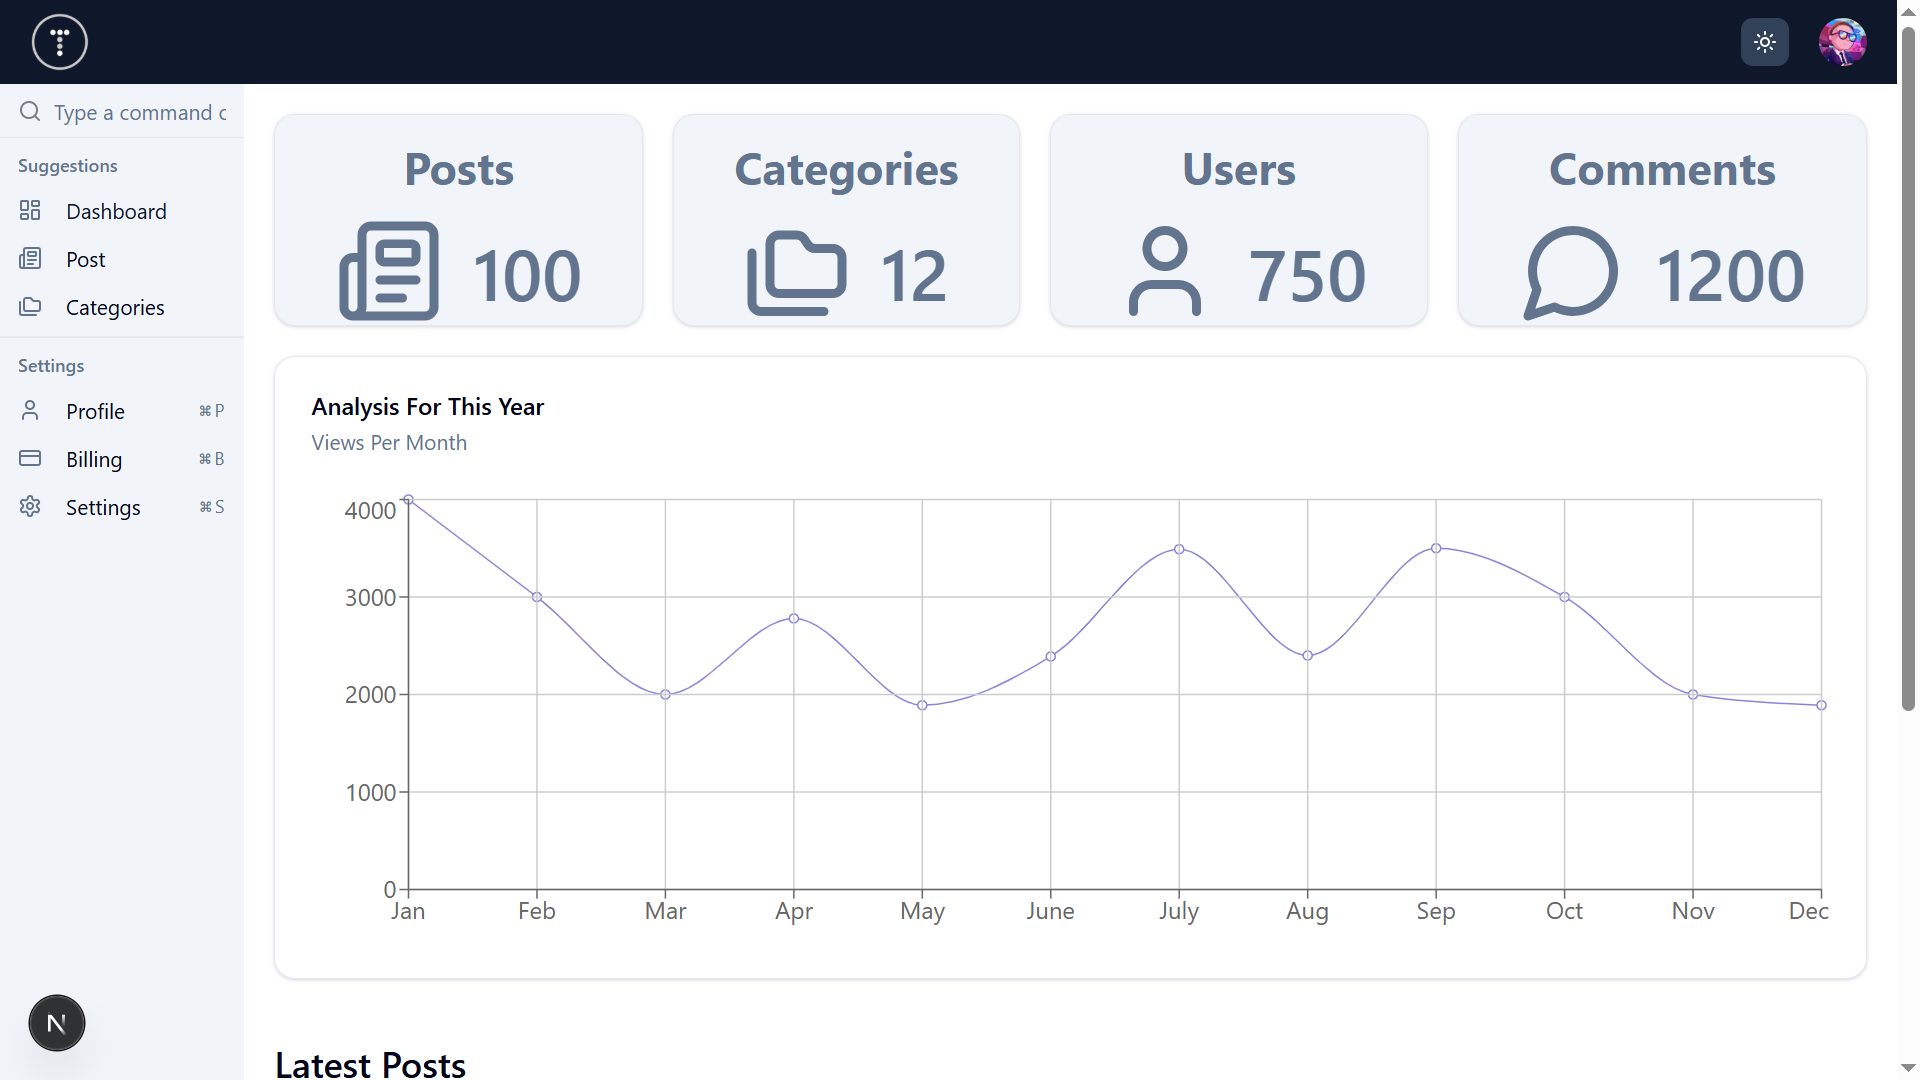 T
Type a command
Suggestions
Dashboard
Post
Categories
Settings
Profile ⌘P
Billing ⌘B
Settings ⌘S
N
Posts
100
Categories
12
Users
750
Comments
1200
Analysis For This Year
Views Per Month
4000
3000
2000
1000
0
Jan Feb Mar Apr May June July Aug Sep Oct Nov Dec
Latest Posts